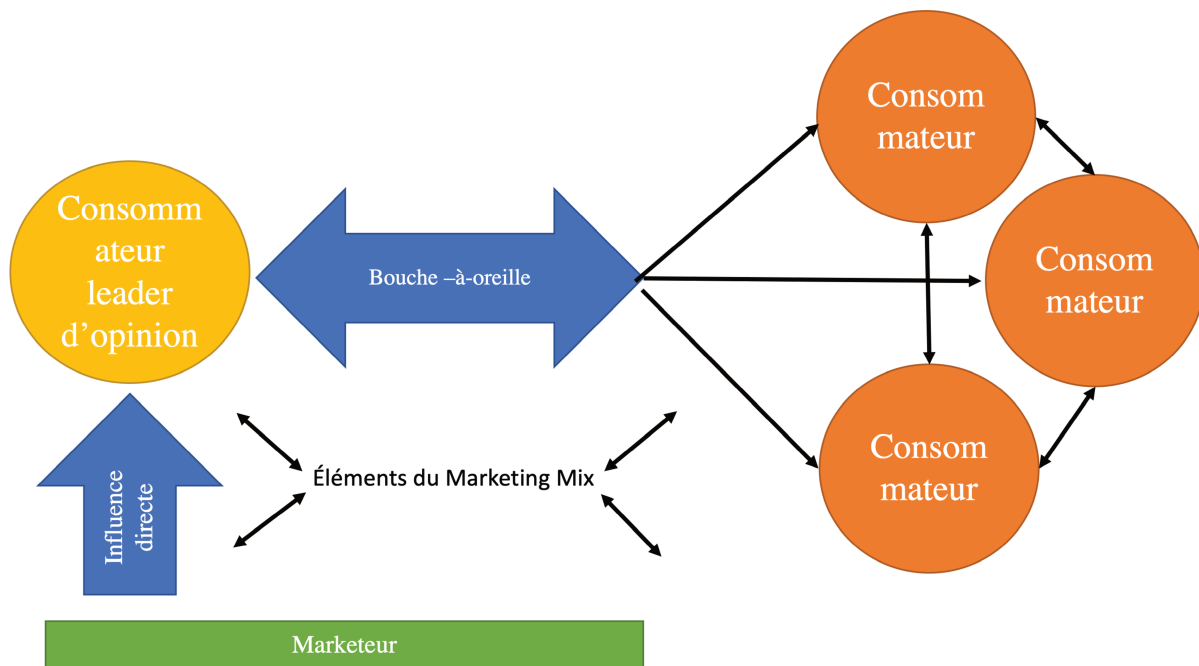 Consom
mateur
Consomm
ateur
leader
d’opinion
Bouche –à-oreille
Consom
mateur
Consom
mateur
Éléments du Marketing Mix
Influence
directe
Marketeur